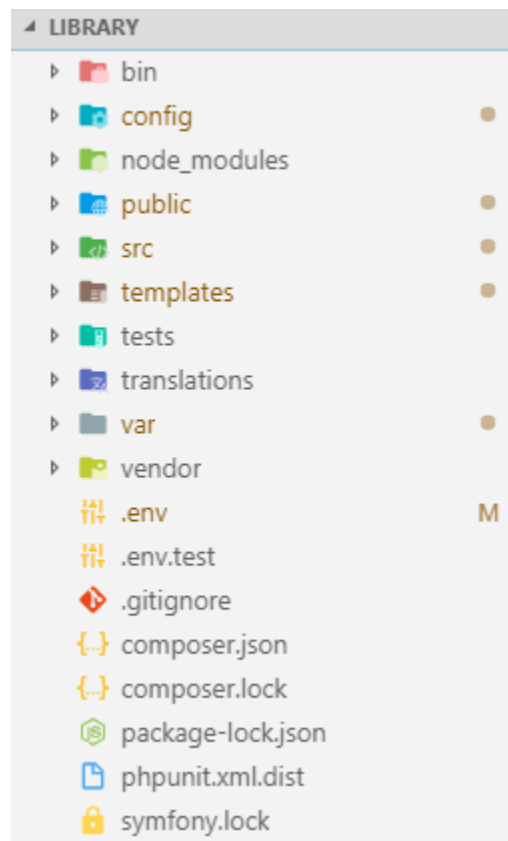 LIBRARY
bin
config
node_modules
public
src
templates
tests
translations
var
vendor
.env M
.env.test
.gitignore
composer.json
composer.lock
package-lock.json
phpunit.xml.dist
symfony.lock